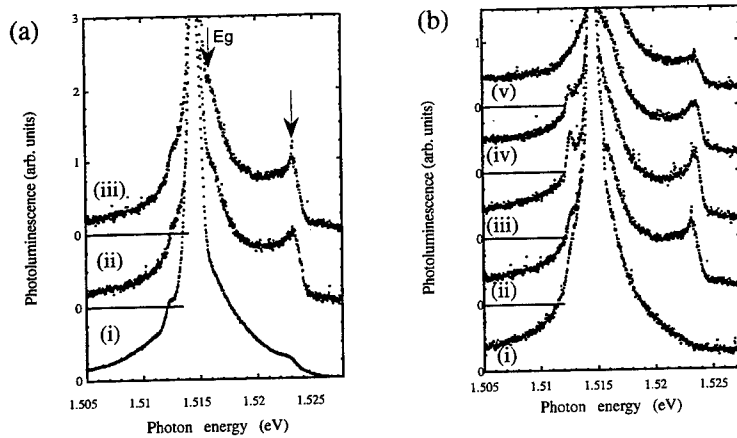 (a)
3
2
1
0
0
0
Eg
(iii)
(ii)
(i)
1.505
1.51
1.515
1.52
1.525
Photon energy (eV)
Photoluminescence (arb. units)
(b)
1
0
0
0
0
0
(v)
(iv)
(iii)
(ii)
(i)
1.505
1.51
1.515
1.52
1.525
Photon energy (eV)
Photoluminescence (arb. units)